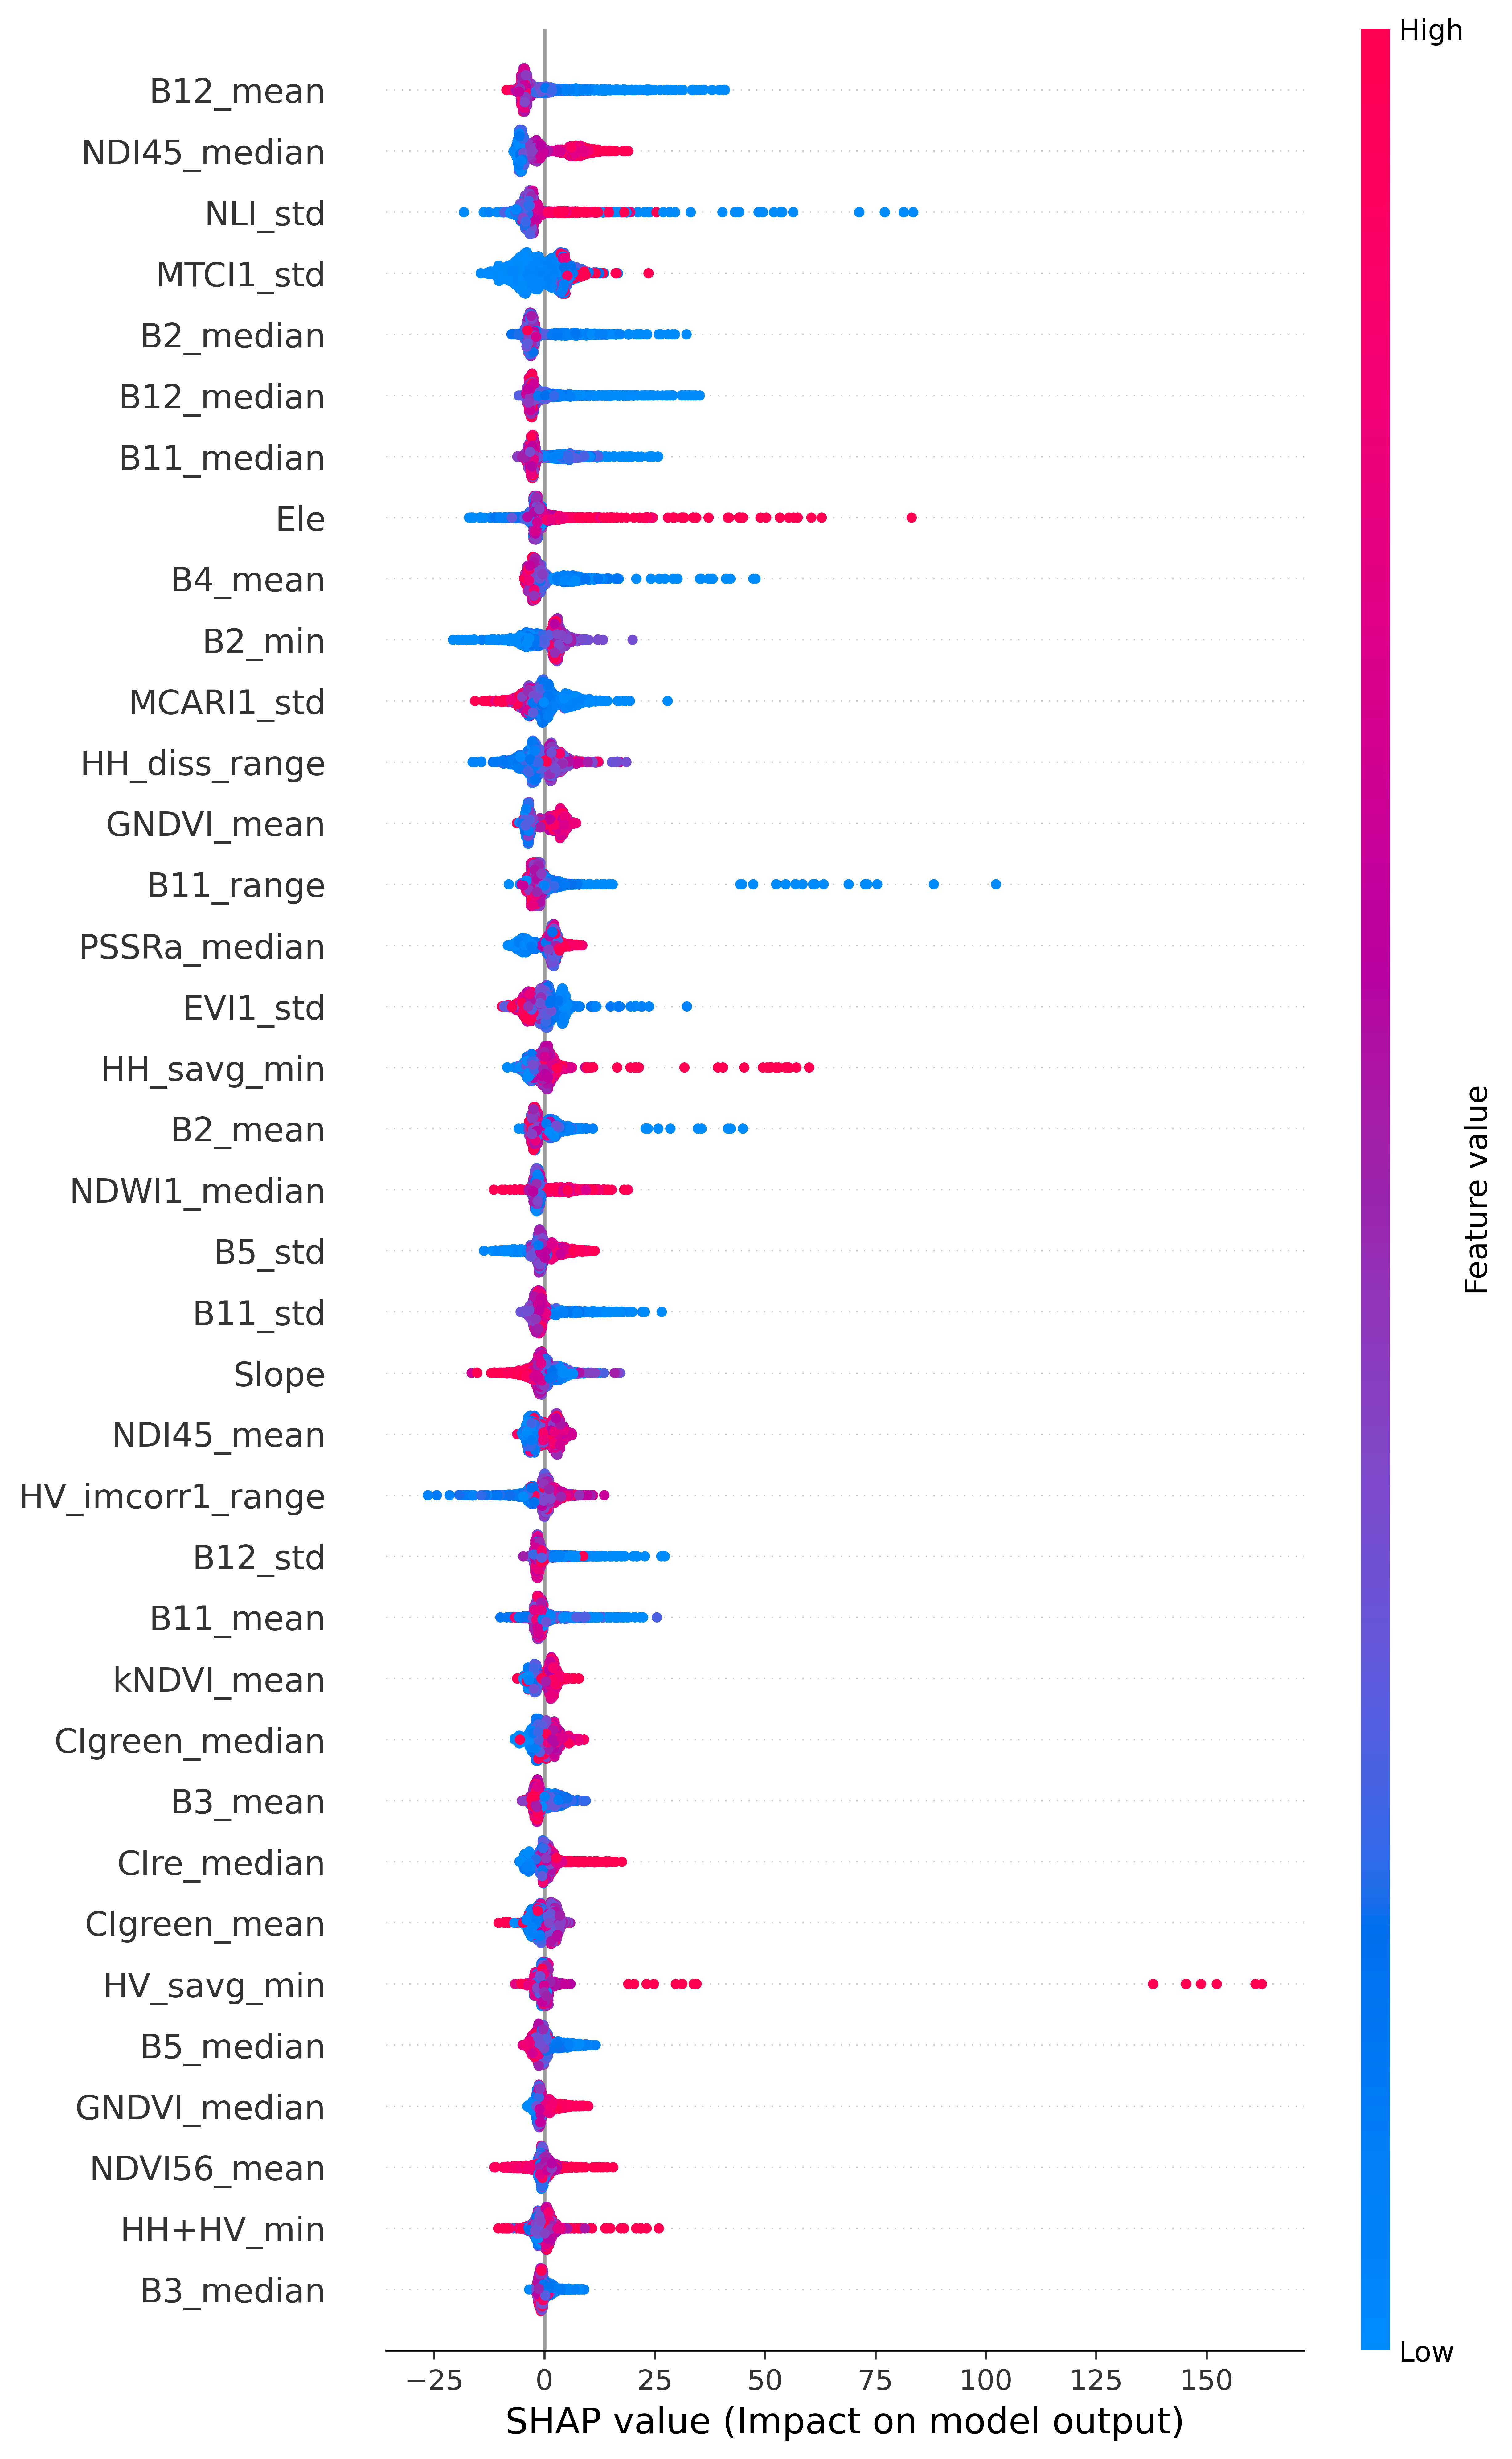 High
B12_mean
NDI45_median
NLI_std
MTCI1_std
B2_median
B12_median
B11_median
Ele
B4_mean
B2_min
MCARI1_std
HH_diss_range
GNDVI_mean
B11_range
PSSRa_median
EVI1_std
HH_savg_min
B2_mean
NDWI1_median
B5_std
B11_std
Slope
NDI45_mean
HV_imcorr1_range
B12_std
B11_mean
kNDVI_mean
CIgreen_median
B3_mean
CIre_median
CIgreen_mean
HV_savg_min
B5_median
GNDVI_median
NDVI56_mean
HH+HV_min
B3_median
Feature value
Low
−25 0 25 50 75 100 125 150
SHAP value (Impact on model output)